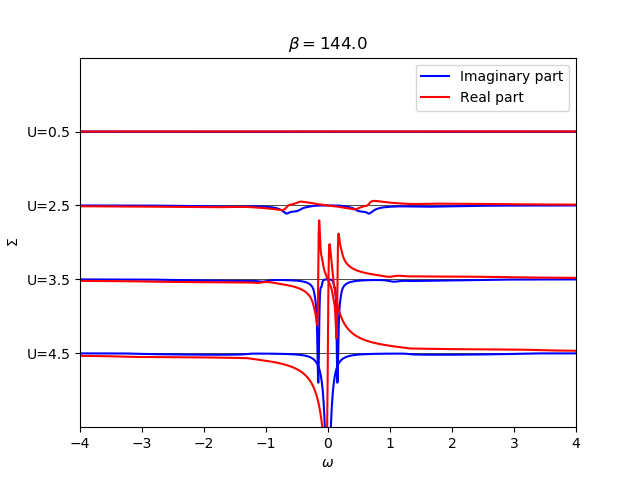 β = 144.0
Imaginary part
Real part
U=0.5
U=2.5
U=3.5
U=4.5
Σ
−4 −3 −2 −1 0 1 2 3 4
ω